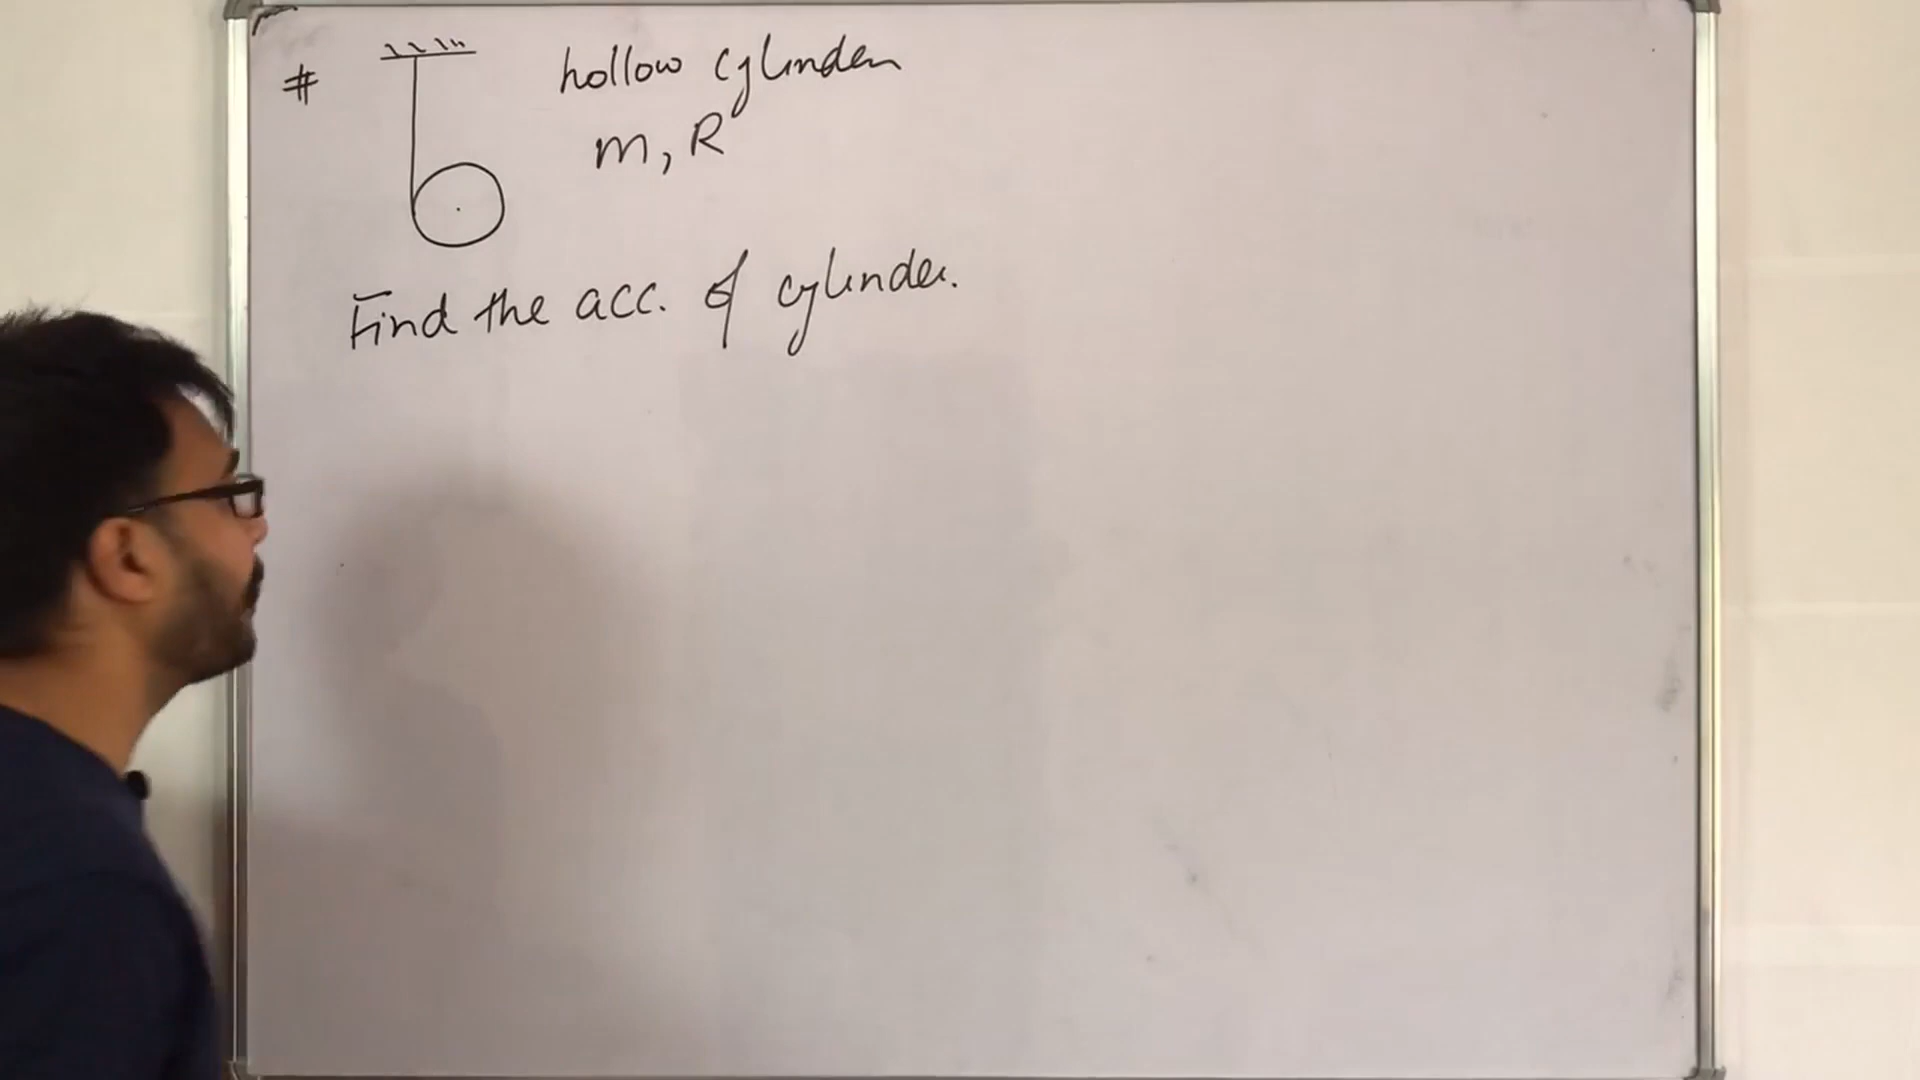 # hollow cylinder
m, R
Find the acc. of cylinder.